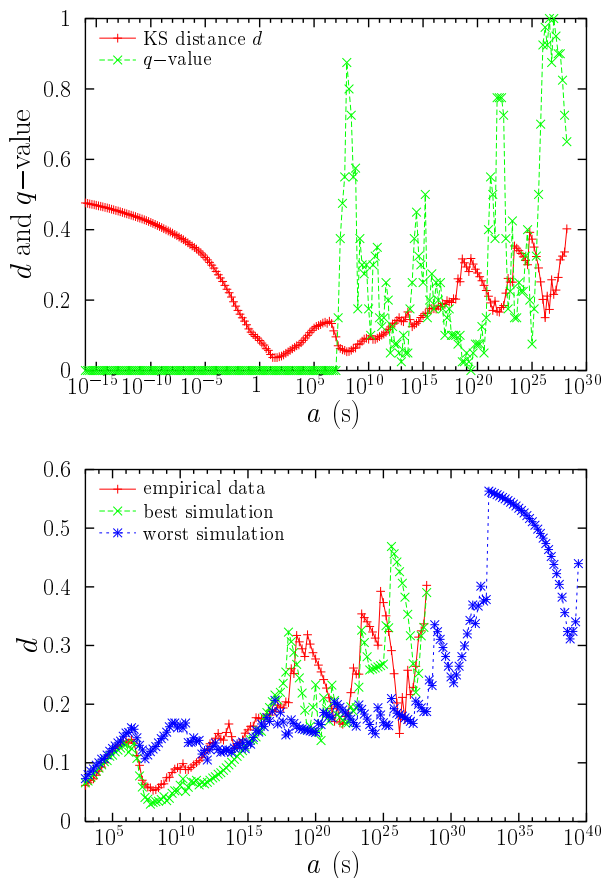 KS distance d
q−value
d and q−value
1
0.8
0.6
0.4
0.2
0
10^−15 10^−10 10^−5 1 10^5 10^10 10^15 10^20 10^25 10^30
a (s)
empirical data
best simulation
worst simulation
d
0.6
0.5
0.4
0.3
0.2
0.1
0
10^5 10^10 10^15 10^20 10^25 10^30 10^35 10^40
a (s)